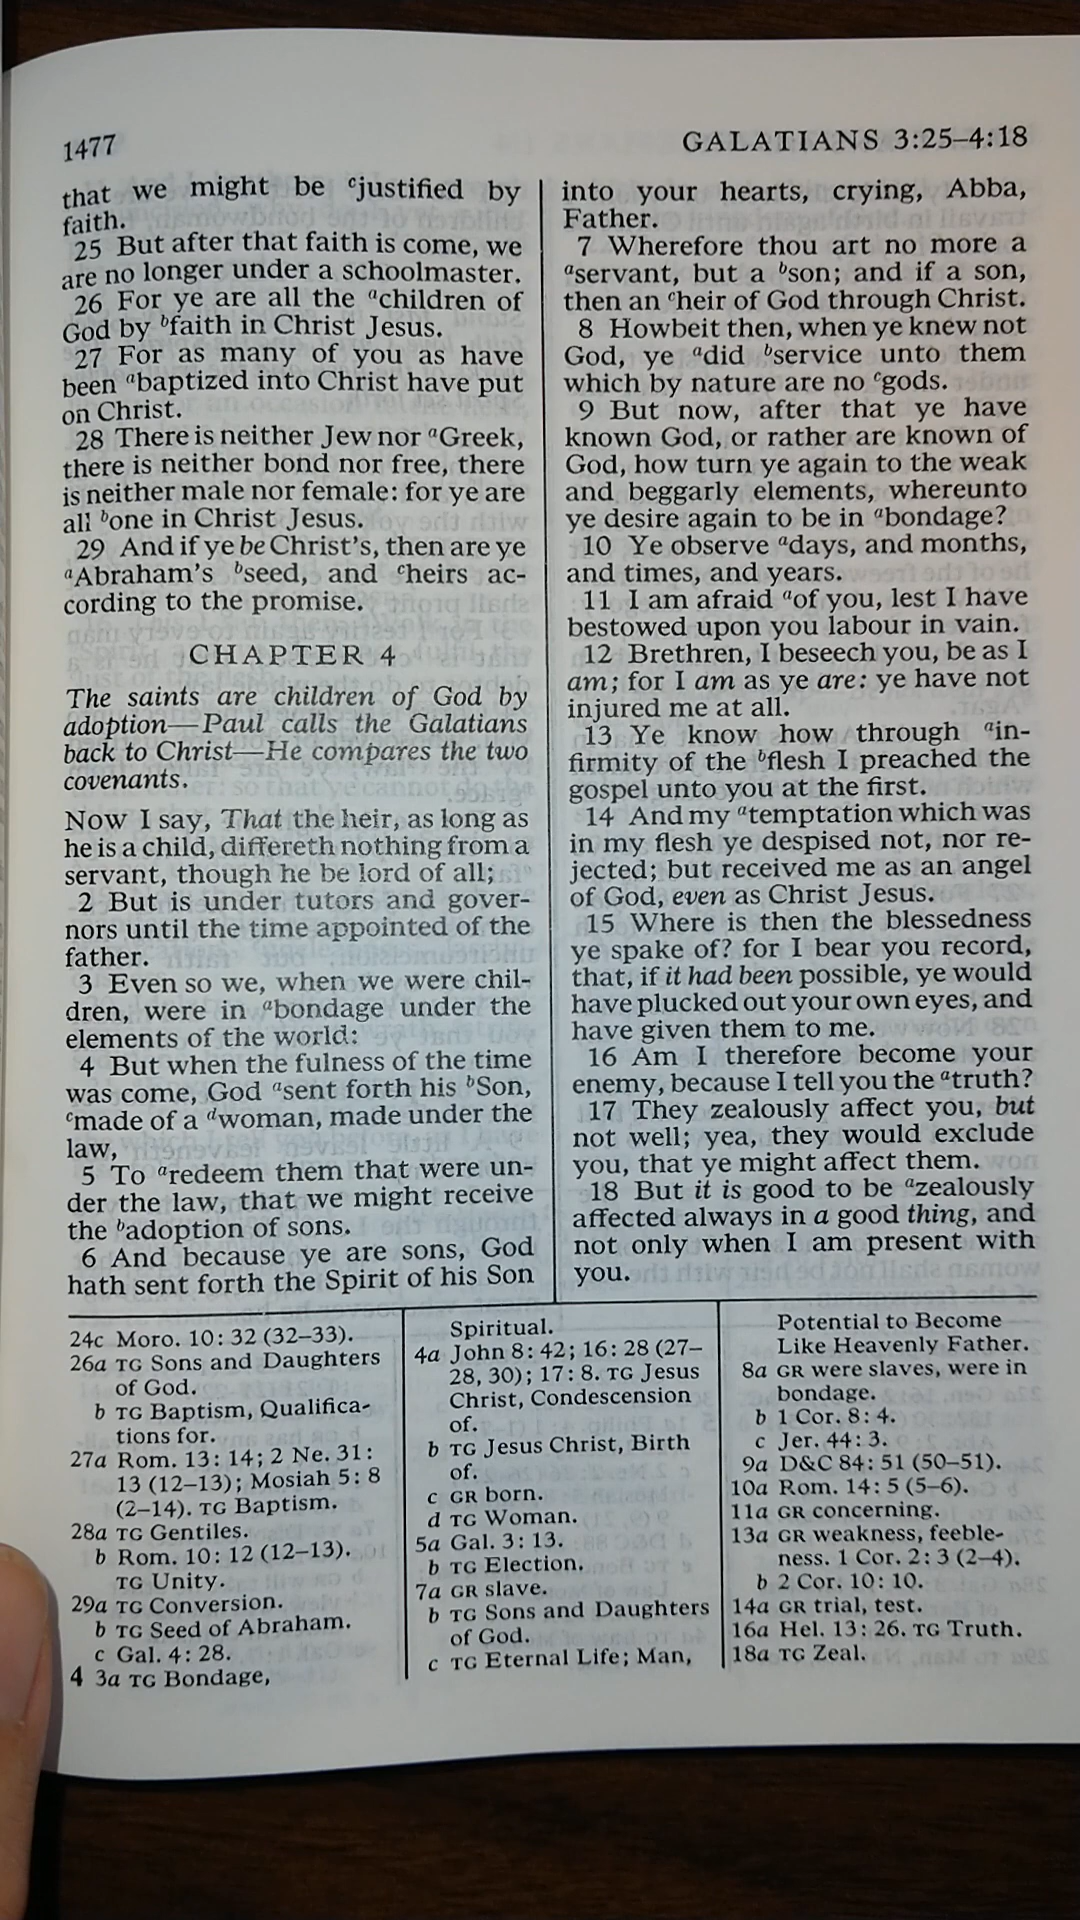 1477
GALATIANS 3:25–4:18
that we might be ᶜjustified by
faith.
25 But after that faith is come, we
are no longer under a schoolmaster.
26 For ye are all the ᵃchildren of
God by ᵇfaith in Christ Jesus.
27 For as many of you as have
been ᵃbaptized into Christ have put
on Christ.
28 There is neither Jew nor ᵃGreek,
there is neither bond nor free, there
is neither male nor female: for ye are
all ᵇone in Christ Jesus.
29 And if ye be Christ's, then are ye
ᵃAbraham's ᵇseed, and ᶜheirs ac-
cording to the promise.
CHAPTER 4
The saints are children of God by
adoption—Paul calls the Galatians
back to Christ—He compares the two
covenants.
Now I say, That the heir, as long as
he is a child, differeth nothing from a
servant, though he be lord of all;
2 But is under tutors and gover-
nors until the time appointed of the
father.
3 Even so we, when we were chil-
dren, were in ᵃbondage under the
elements of the world:
4 But when the fulness of the time
was come, God ᵃsent forth his ᵇSon,
ᶜmade of a ᵈwoman, made under the
law,
5 To ᵃredeem them that were un-
der the law, that we might receive
the ᵇadoption of sons.
6 And because ye are sons, God
hath sent forth the Spirit of his Son
into your hearts, crying, Abba,
Father.
7 Wherefore thou art no more a
ᵃservant, but a ᵇson; and if a son,
then an ᶜheir of God through Christ.
8 Howbeit then, when ye knew not
God, ye ᵃdid ᵇservice unto them
which by nature are no ᶜgods.
9 But now, after that ye have
known God, or rather are known of
God, how turn ye again to the weak
and beggarly elements, whereunto
ye desire again to be in ᵃbondage?
10 Ye observe ᵃdays, and months,
and times, and years.
11 I am afraid ᵃof you, lest I have
bestowed upon you labour in vain.
12 Brethren, I beseech you, be as I
am; for I am as ye are: ye have not
injured me at all.
13 Ye know how through ᵃin-
firmity of the ᵇflesh I preached the
gospel unto you at the first.
14 And my ᵃtemptation which was
in my flesh ye despised not, nor re-
jected; but received me as an angel
of God, even as Christ Jesus.
15 Where is then the blessedness
ye spake of? for I bear you record,
that, if it had been possible, ye would
have plucked out your own eyes, and
have given them to me.
16 Am I therefore become your
enemy, because I tell you the ᵃtruth?
17 They zealously affect you, but
not well; yea, they would exclude
you, that ye might affect them.
18 But it is good to be ᵃzealously
affected always in a good thing, and
not only when I am present with
you.
24c Moro. 10: 32 (32–33).
26a TG Sons and Daughters
of God.
b TG Baptism, Qualifica-
tions for.
27a Rom. 13: 14; 2 Ne. 31:
13 (12–13); Mosiah 5: 8
(2–14). TG Baptism.
28a TG Gentiles.
b Rom. 10: 12 (12–13).
TG Unity.
29a TG Conversion.
b TG Seed of Abraham.
c Gal. 4: 28.
4 3a TG Bondage,
Spiritual.
4a John 8: 42; 16: 28 (27–
28, 30); 17: 8. TG Jesus
Christ, Condescension
of.
b TG Jesus Christ, Birth
of.
c GR born.
d TG Woman.
5a Gal. 3: 13.
b TG Election.
7a GR slave.
b TG Sons and Daughters
of God.
c TG Eternal Life; Man,
Potential to Become
Like Heavenly Father.
8a GR were slaves, were in
bondage.
b 1 Cor. 8: 4.
c Jer. 44: 3.
9a D&C 84: 51 (50–51).
10a Rom. 14: 5 (5–6).
11a GR concerning.
13a GR weakness, feeble-
ness. 1 Cor. 2: 3 (2–4).
b 2 Cor. 10: 10.
14a GR trial, test.
16a Hel. 13: 26. TG Truth.
18a TG Zeal.